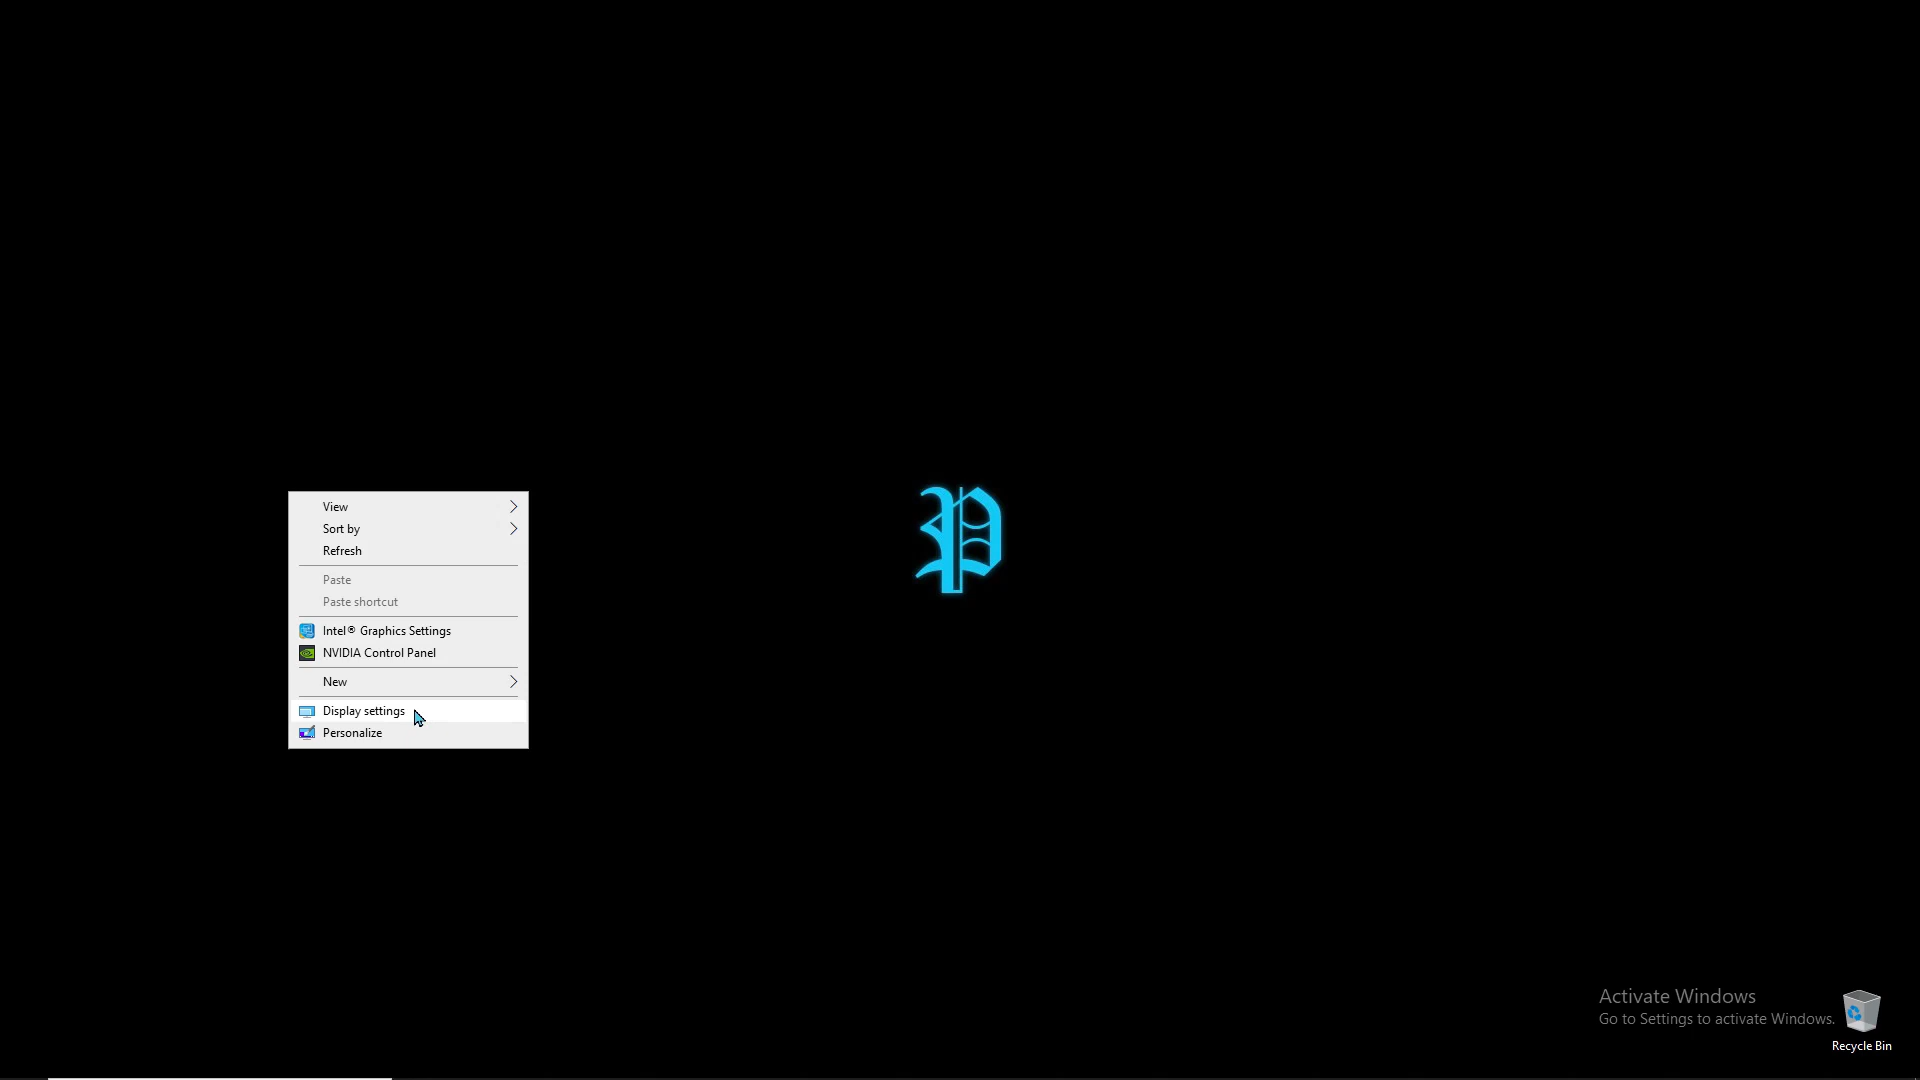 View
Sort by
Refresh
Paste
Paste shortcut
Intel® Graphics Settings
NVIDIA Control Panel
New
Display settings
Personalize
P
Activate Windows
Go to Settings to activate Windows.
Recycle Bin